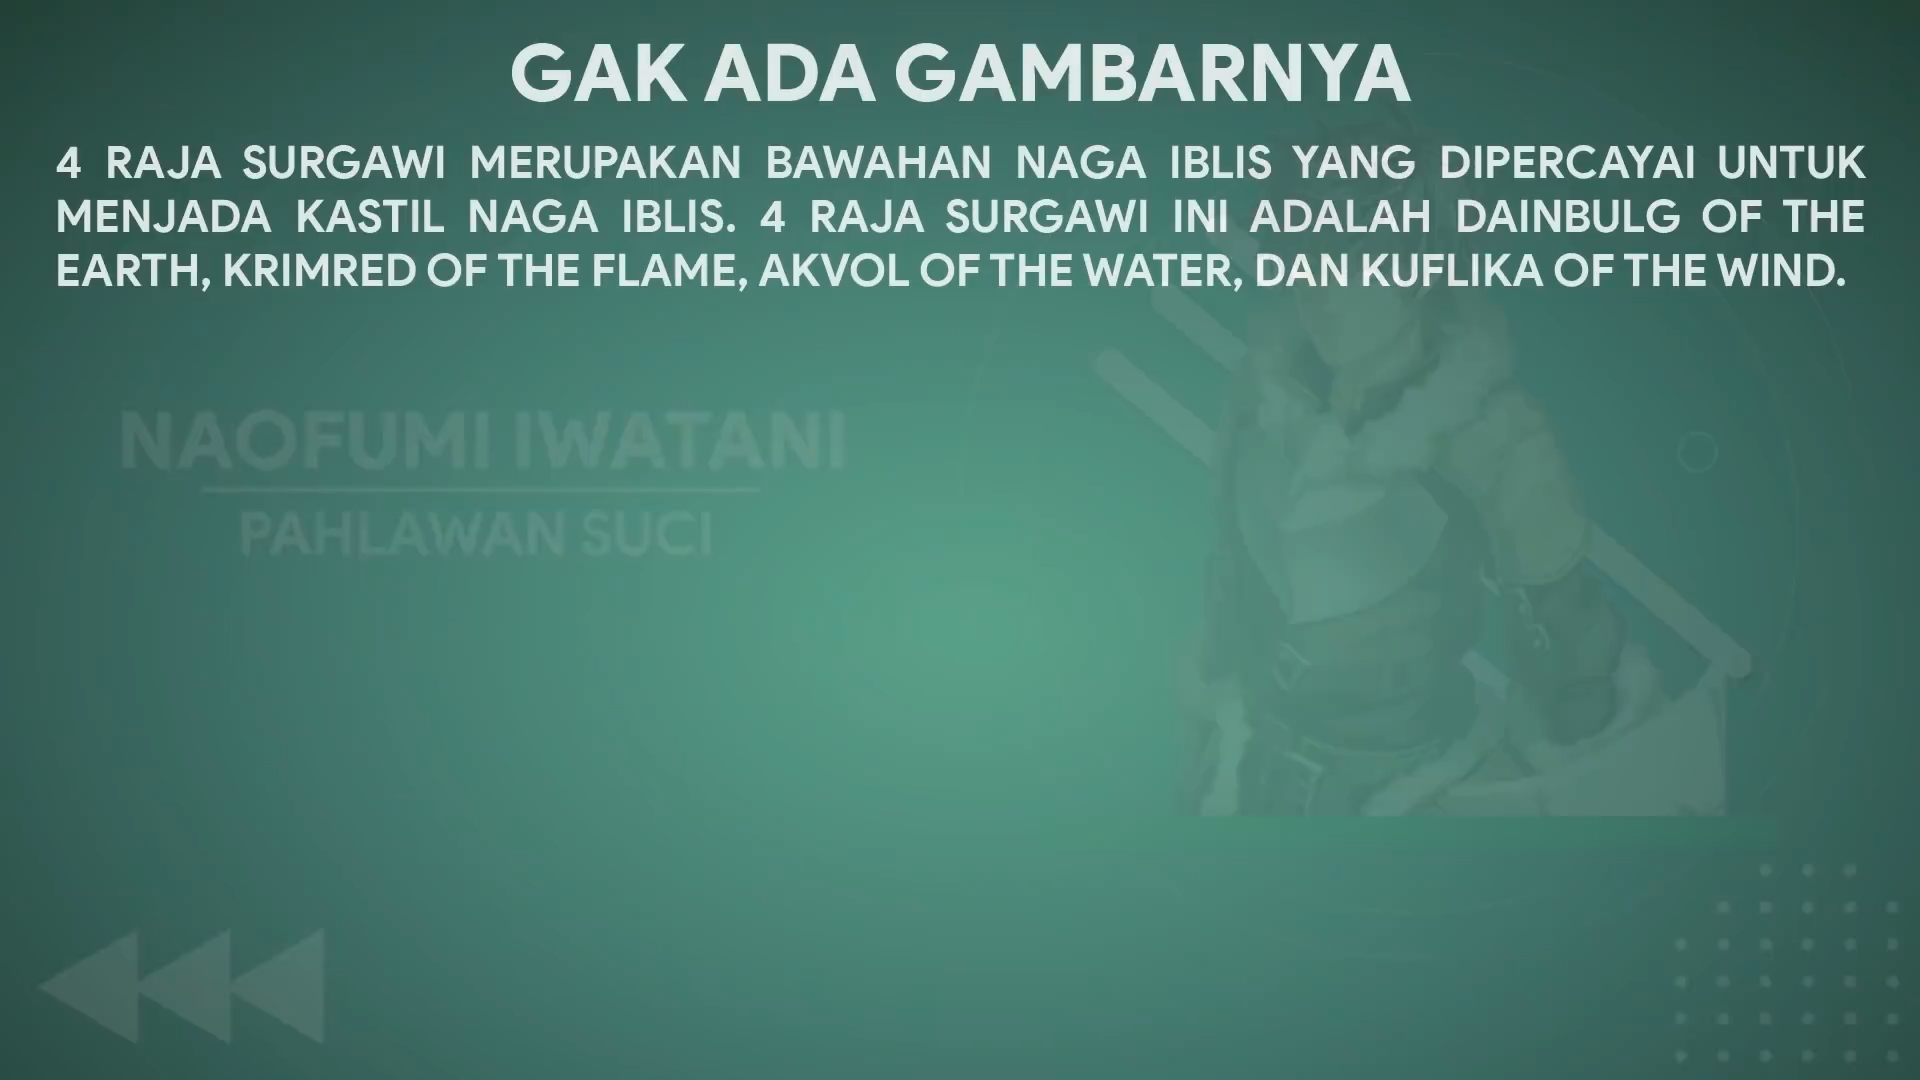 GAK ADA GAMBARNYA
4 RAJA SURGAWI MERUPAKAN BAWAHAN NAGA IBLIS YANG DIPERCAYAI UNTUK
MENJADA KASTIL NAGA IBLIS. 4 RAJA SURGAWI INI ADALAH DAINBULG OF THE
EARTH, KRIMRED OF THE FLAME, AKVOL OF THE WATER, DAN KUFLIKA OF THE WIND.
NAOFUMI IWATANI
PAHLAWAN SUCI